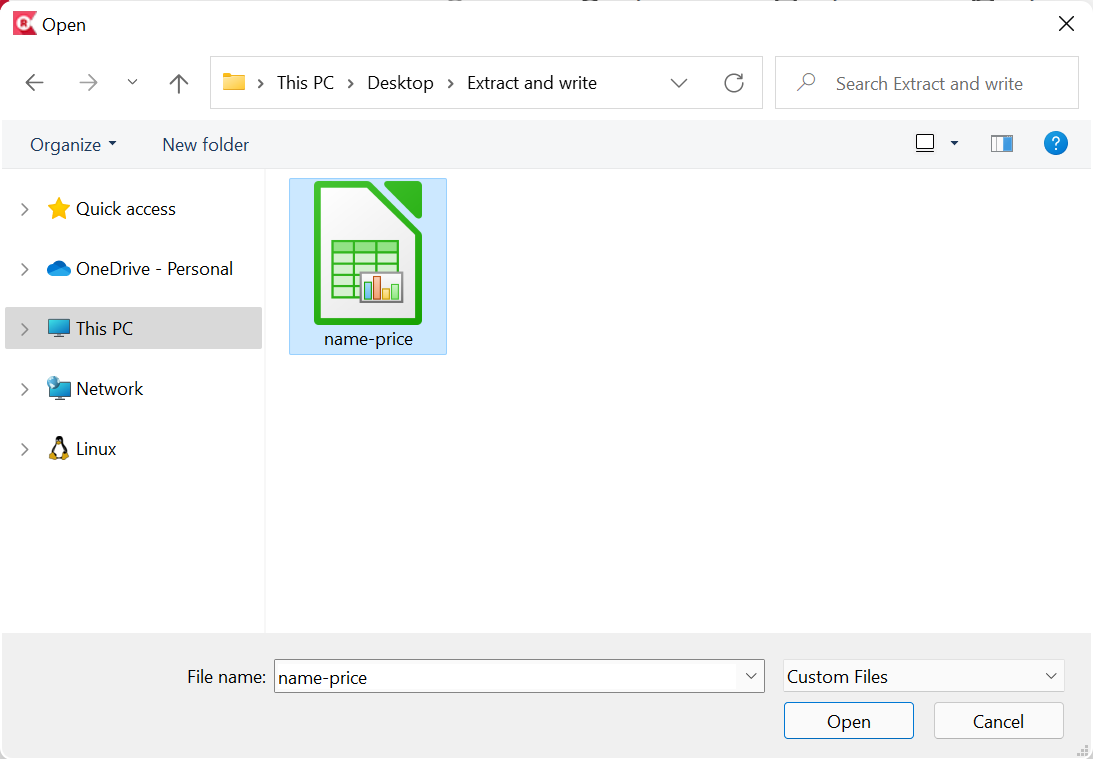 Open
This PC Desktop Extract and write
Search Extract and write
Organize New folder
?
Quick access
OneDrive - Personal
This PC
Network
Linux
name-price
File name: name-price Custom Files
Open Cancel